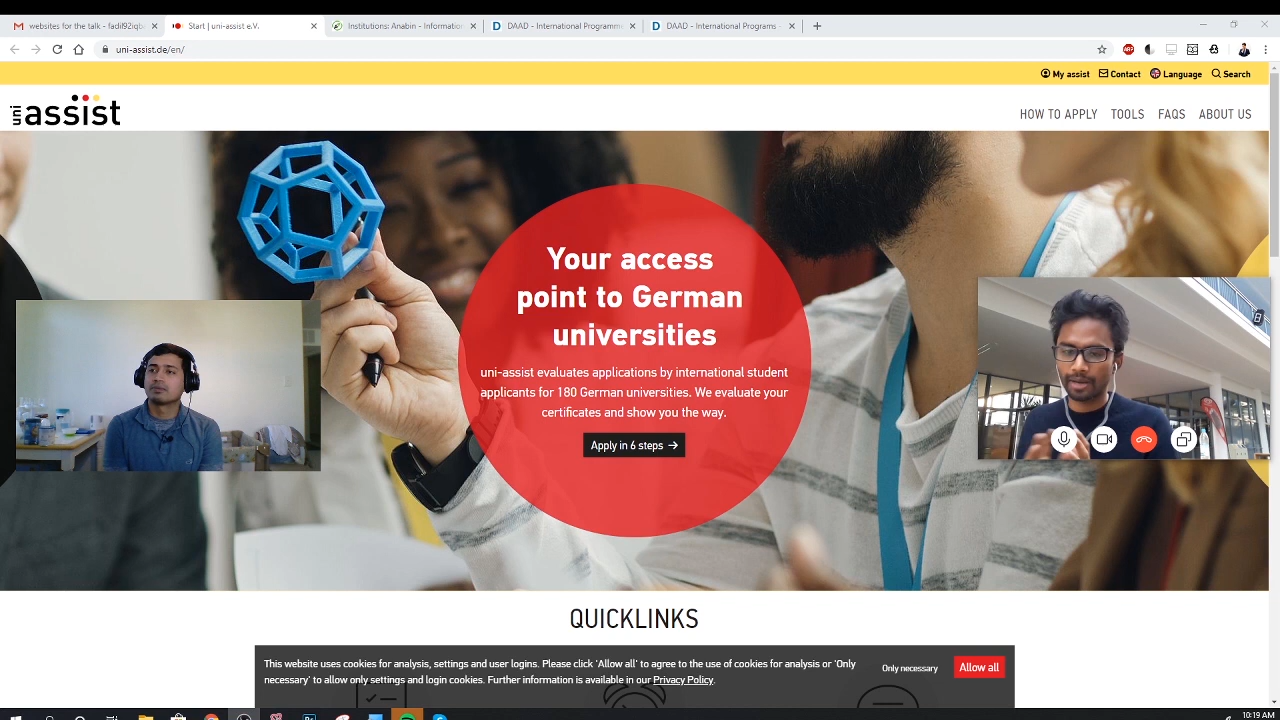 websites for the talk - fadil92iqb
Start | uni-assist e.V.
Institutions: Anabin - Informatio
DAAD - International Programm
DAAD - International Programs -
uni-assist.de/en/
ABP
My assist
Contact
Language
Search
uni assist
HOW TO APPLY
TOOLS
FAQS
ABOUT US
Your access
point to German
universities
uni-assist evaluates applications by international student
applicants for 180 German universities. We evaluate your
certificates and show you the way.
Apply in 6 steps →
QUICKLINKS
This website uses cookies for analysis, settings and user logins. Please click 'Allow all' to agree to the use of cookies for analysis or 'Only
necessary' to allow only settings and login cookies. Further information is available in our Privacy Policy.
Only necessary
Allow all
10:19 AM